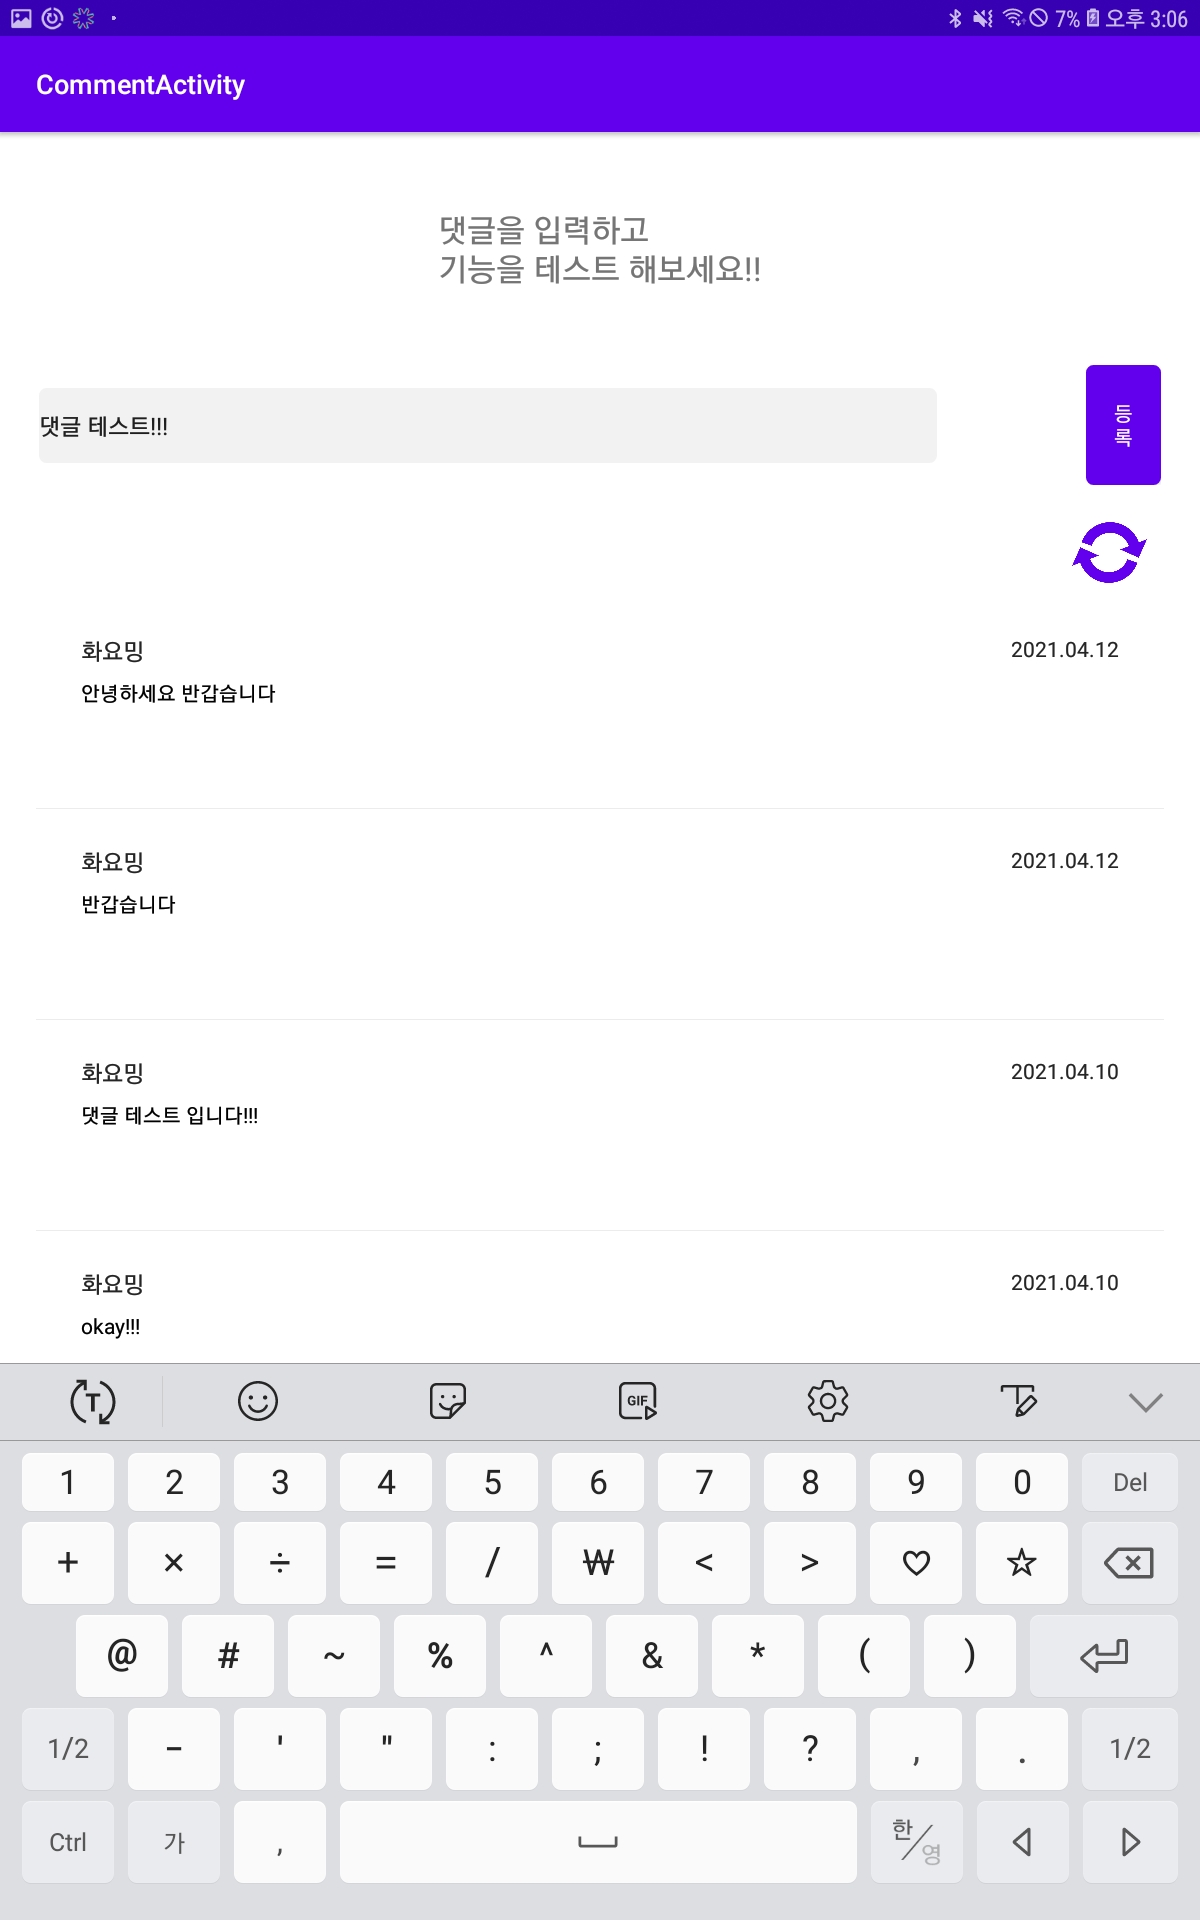 7% 오후 3:06
CommentActivity
댓글을 입력하고
기능을 테스트 해보세요!!
댓글 테스트!!!
등
록
화요밍 2021.04.12
안녕하세요 반갑습니다
화요밍 2021.04.12
반갑습니다
화요밍 2021.04.10
댓글 테스트 입니다!!!
화요밍 2021.04.10
okay!!!
T GIF T
1 2 3 4 5 6 7 8 9 0 Del
+ × ÷ = / ₩ < > ♡ ☆
@ # ~ % ^ & * ( )
1/2 - ' " : ; ! ? , . 1/2
Ctrl 가 , 한/영